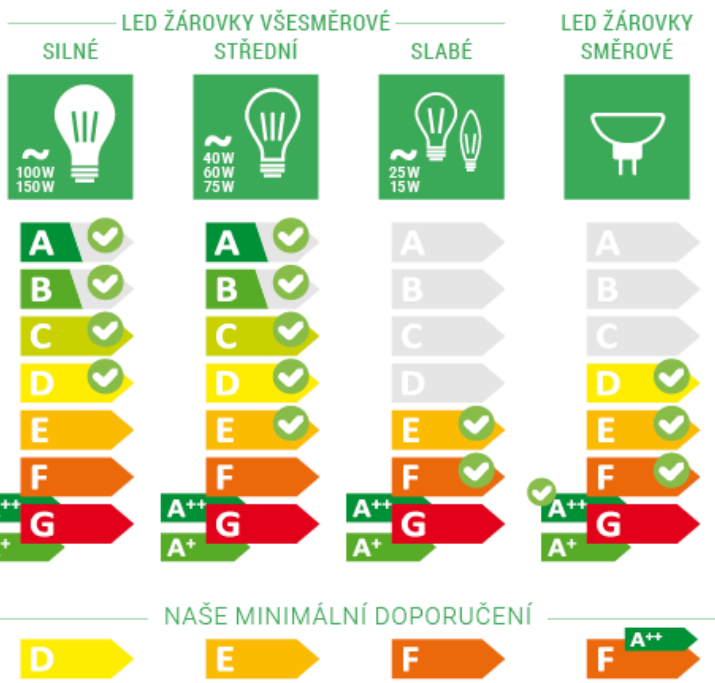 LED ŽÁROVKY VŠESMĚROVÉ
LED ŽÁROVKY
SMĚROVÉ
SILNÉ
STŘEDNÍ
SLABÉ
100W
150W
40W
60W
75W
25W
15W
A A A A
B B B B
C C C C
D D D D
E E E E
F F F F
++ A++ A++ A++
G G G G
+ A+ A+ A+
NAŠE MINIMÁLNÍ DOPORUČENÍ
D E F F A++